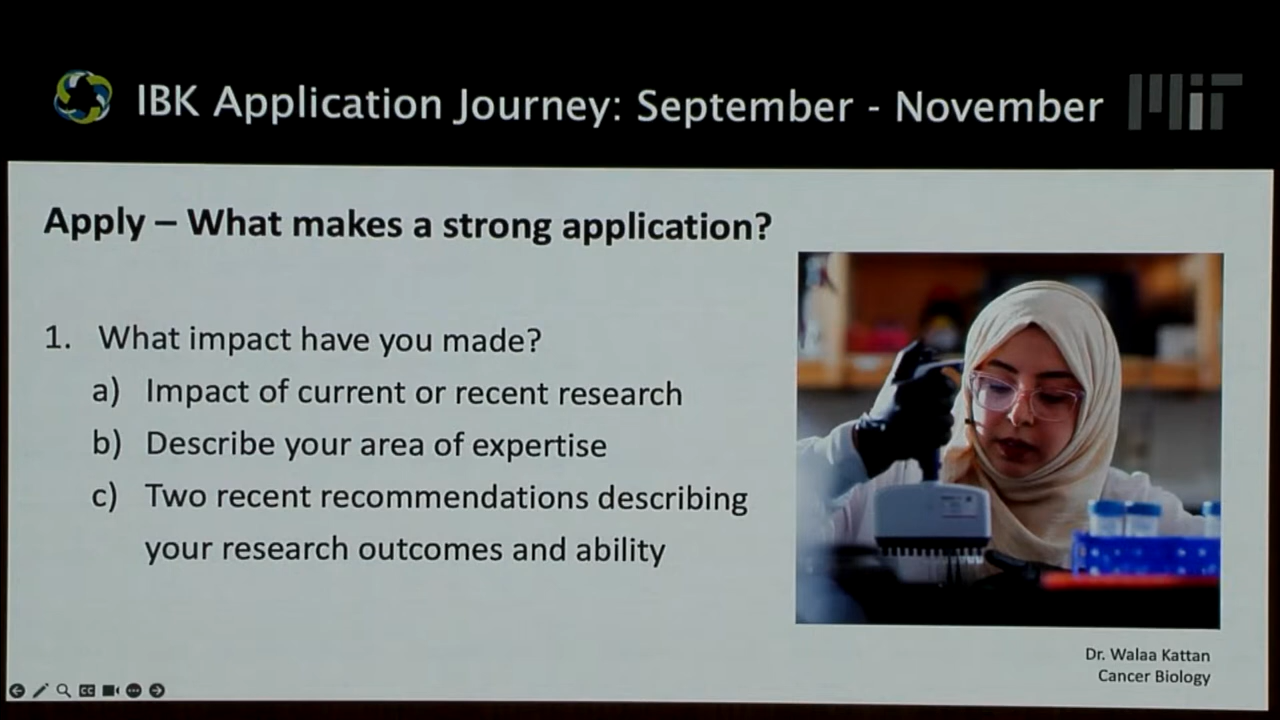 IBK Application Journey: September - November
MIT
Apply – What makes a strong application?
1. What impact have you made?
a) Impact of current or recent research
b) Describe your area of expertise
c) Two recent recommendations describing
your research outcomes and ability
Dr. Walaa Kattan
Cancer Biology
CC